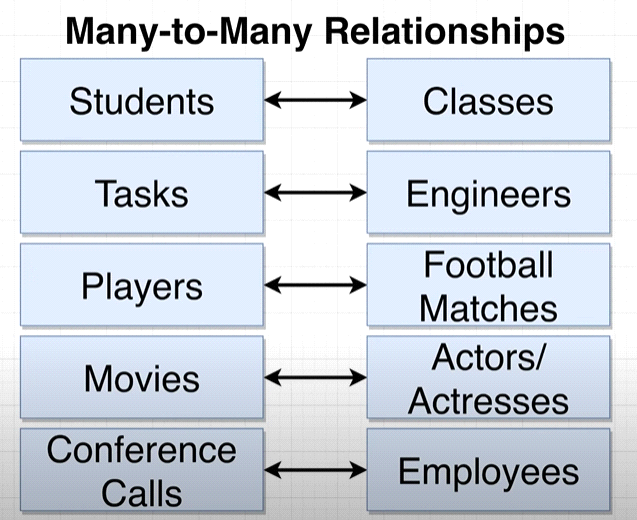 Many-to-Many Relationships
Students
Classes
Tasks
Engineers
Players
Football
Matches
Movies
Actors/
Actresses
Conference
Calls
Employees